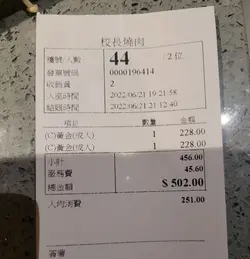 校長燒肉
檯號/人數 44 /2 位
發票號碼 0000196414
收銀員 2
入座時間 2022/06/21 19:21:58
結賬時間 2022/06/21 21:12:40
項目 數量 金額
(C)黃金(成人) 1 228.00
(C)黃金(成人) 1 228.00
小計 456.00
服務費 45.60
總金額 $ 502.00
人均消費 251.00
簽署